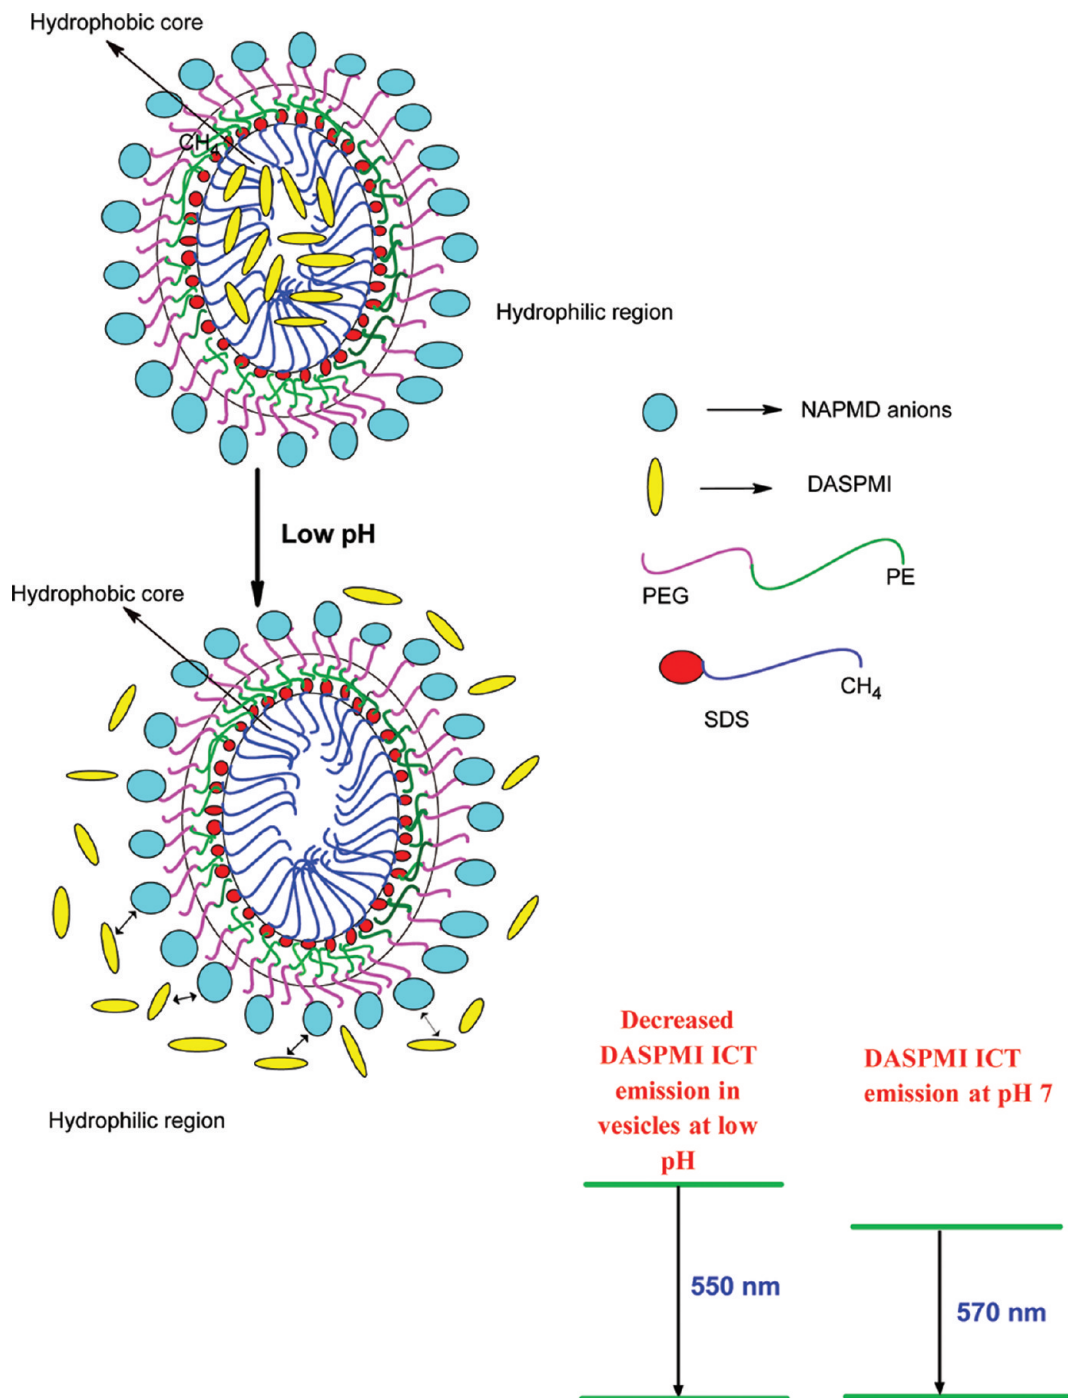 Hydrophobic core
CH4
Hydrophilic region
NAPMD anions
DASPMI
PEG
PE
SDS
CH4
Low pH
Hydrophobic core
Hydrophilic region
Decreased
DASPMI ICT
emission in
vesicles at low
pH
DASPMI ICT
emission at pH 7
550 nm
570 nm